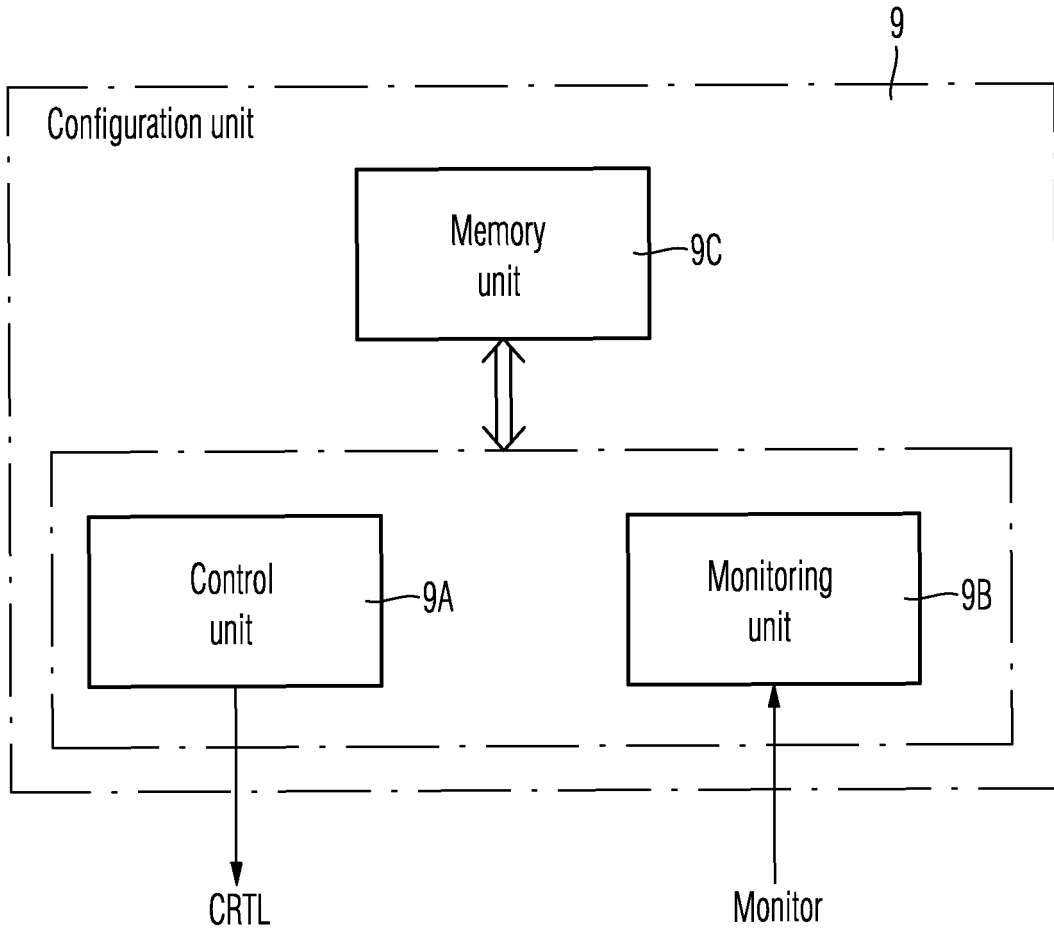 9
Configuration unit
Memory
unit
9C
Control
unit
9A
Monitoring
unit
9B
CRTL
Monitor